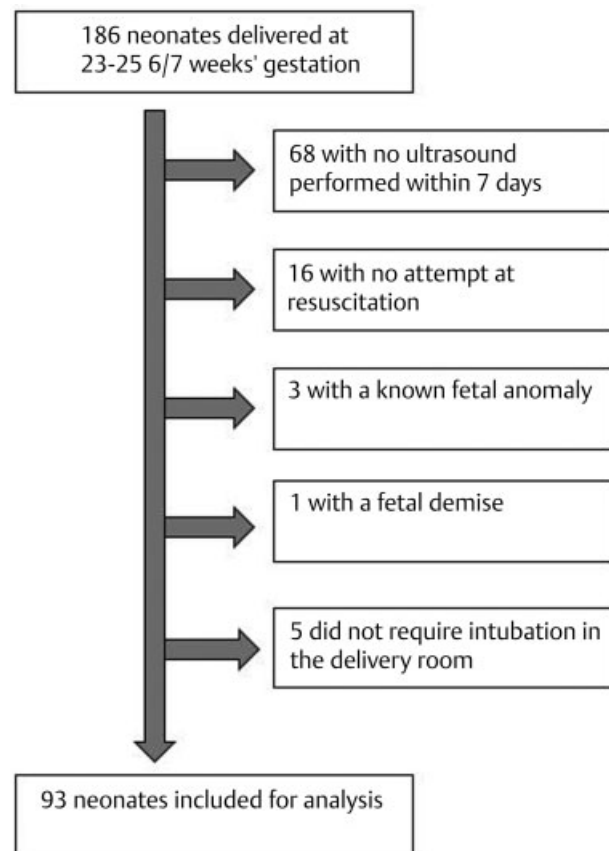 186 neonates delivered at
23-25 6/7 weeks' gestation
68 with no ultrasound
performed within 7 days
16 with no attempt at
resuscitation
3 with a known fetal anomaly
1 with a fetal demise
5 did not require intubation in
the delivery room
93 neonates included for analysis